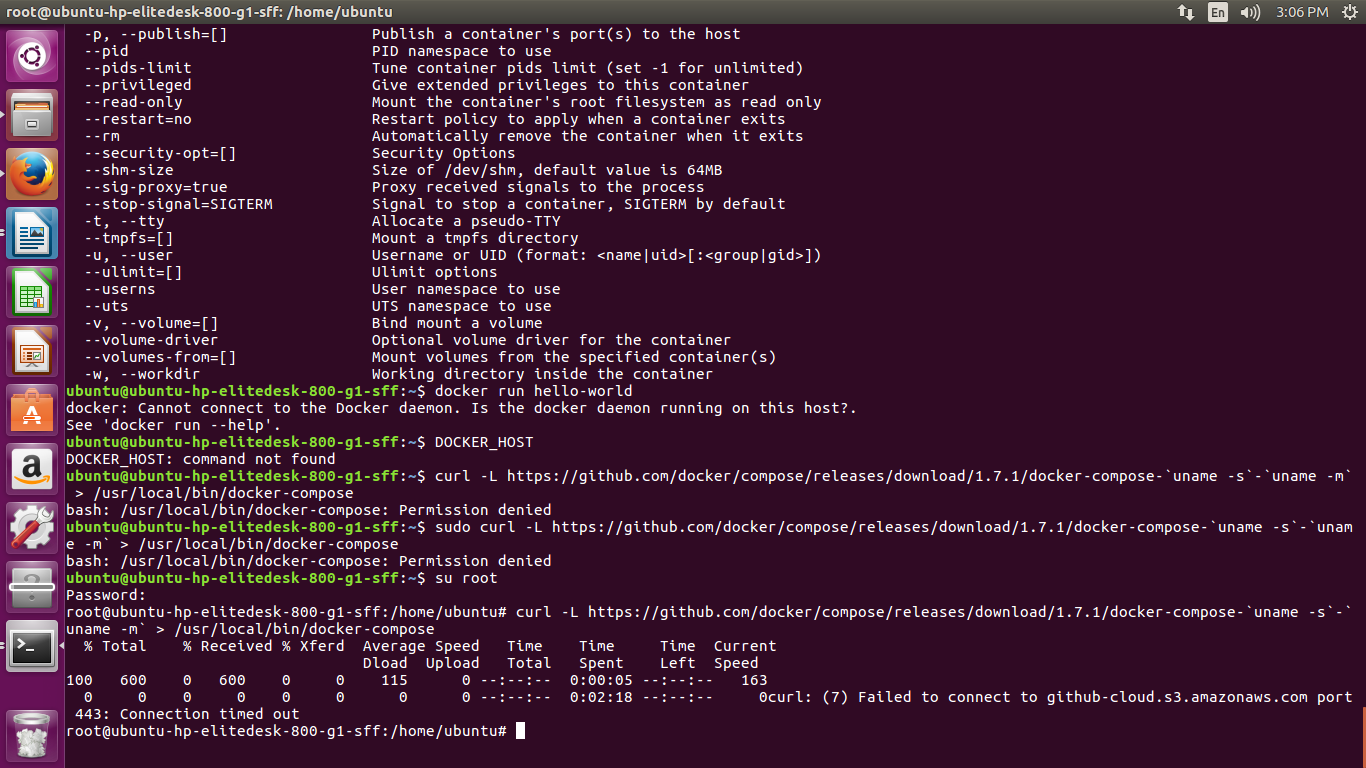 root@ubuntu-hp-elitedesk-800-g1-sff: /home/ubuntu
En
3:06 PM
-p, --publish=[] Publish a container's port(s) to the host
--pid PID namespace to use
--pids-limit Tune container pids limit (set -1 for unlimited)
--privileged Give extended privileges to this container
--read-only Mount the container's root filesystem as read only
--restart=no Restart policy to apply when a container exits
--rm Automatically remove the container when it exits
--security-opt=[] Security Options
--shm-size Size of /dev/shm, default value is 64MB
--sig-proxy=true Proxy received signals to the process
--stop-signal=SIGTERM Signal to stop a container, SIGTERM by default
-t, --tty Allocate a pseudo-TTY
--tmpfs=[] Mount a tmpfs directory
-u, --user Username or UID (format: <name|uid>[:<group|gid>])
--ulimit=[] Ulimit options
--userns User namespace to use
--uts UTS namespace to use
-v, --volume=[] Bind mount a volume
--volume-driver Optional volume driver for the container
--volumes-from=[] Mount volumes from the specified container(s)
-w, --workdir Working directory inside the container
ubuntu@ubuntu-hp-elitedesk-800-g1-sff:~$ docker run hello-world
docker: Cannot connect to the Docker daemon. Is the docker daemon running on this host?.
See 'docker run --help'.
ubuntu@ubuntu-hp-elitedesk-800-g1-sff:~$ DOCKER_HOST
DOCKER_HOST: command not found
ubuntu@ubuntu-hp-elitedesk-800-g1-sff:~$ curl -L https://github.com/docker/compose/releases/download/1.7.1/docker-compose-`uname -s`-`uname -m`
> /usr/local/bin/docker-compose
bash: /usr/local/bin/docker-compose: Permission denied
ubuntu@ubuntu-hp-elitedesk-800-g1-sff:~$ sudo curl -L https://github.com/docker/compose/releases/download/1.7.1/docker-compose-`uname -s`-`unam
e -m` > /usr/local/bin/docker-compose
bash: /usr/local/bin/docker-compose: Permission denied
ubuntu@ubuntu-hp-elitedesk-800-g1-sff:~$ su root
Password:
root@ubuntu-hp-elitedesk-800-g1-sff:/home/ubuntu# curl -L https://github.com/docker/compose/releases/download/1.7.1/docker-compose-`uname -s`-`
uname -m` > /usr/local/bin/docker-compose
% Total % Received % Xferd Average Speed Time Time Time Current
Dload Upload Total Spent Left Speed
100 600 0 600 0 0 115 0 --:--:-- 0:00:05 --:--:-- 163
0 0 0 0 0 0 0 0 --:--:-- 0:02:18 --:--:-- 0curl: (7) Failed to connect to github-cloud.s3.amazonaws.com port
443: Connection timed out
root@ubuntu-hp-elitedesk-800-g1-sff:/home/ubuntu#